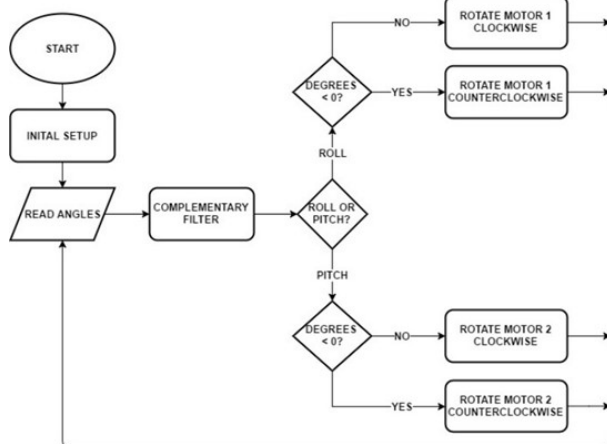 START
INITAL SETUP
READ ANGLES
COMPLEMENTARY
FILTER
ROLL OR
PITCH?
ROLL
DEGREES
< 0?
NO
ROTATE MOTOR 1
CLOCKWISE
YES
ROTATE MOTOR 1
COUNTERCLOCKWISE
PITCH
DEGREES
< 0?
NO
ROTATE MOTOR 2
CLOCKWISE
YES
ROTATE MOTOR 2
COUNTERCLOCKWISE